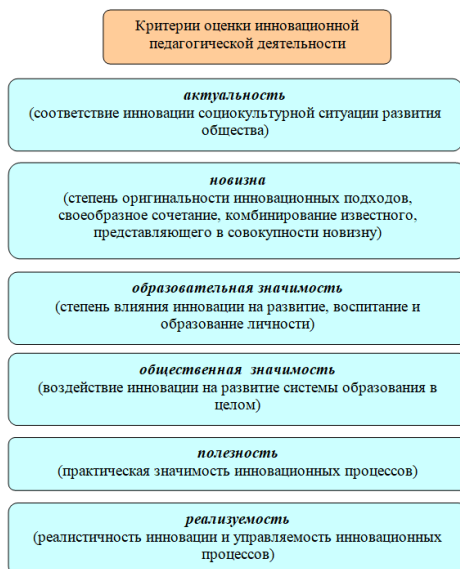 Критерии оценки инновационной
педагогической деятельности
актуальность
(соответствие инновации социокультурной ситуации развития
общества)
новизна
(степень оригинальности инновационных подходов,
своеобразное сочетание, комбинирование известного,
представляющего в совокупности новизну)
образовательная значимость
(степень влияния инновации на развитие, воспитание и
образование личности)
общественная значимость
(воздействие инновации на развитие системы образования в
целом)
полезность
(практическая значимость инновационных процессов)
реализуемость
(реалистичность инновации и управляемость инновационных
процессов)